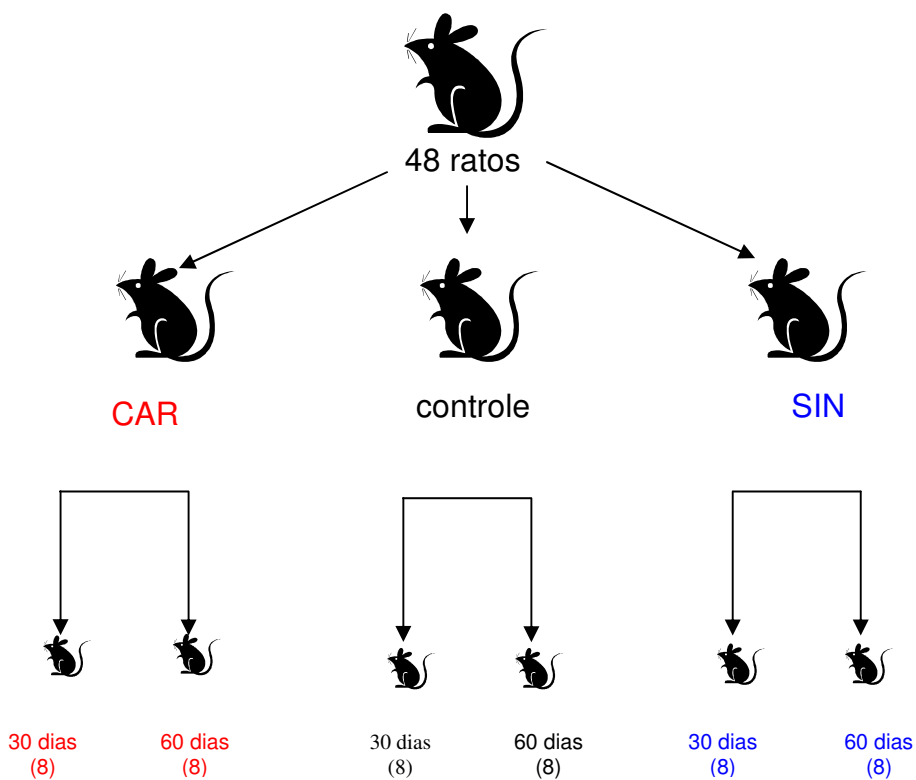 48 ratos
CAR
controle
SIN
30 dias
(8)
60 dias
(8)
30 dias
(8)
60 dias
(8)
30 dias
(8)
60 dias
(8)